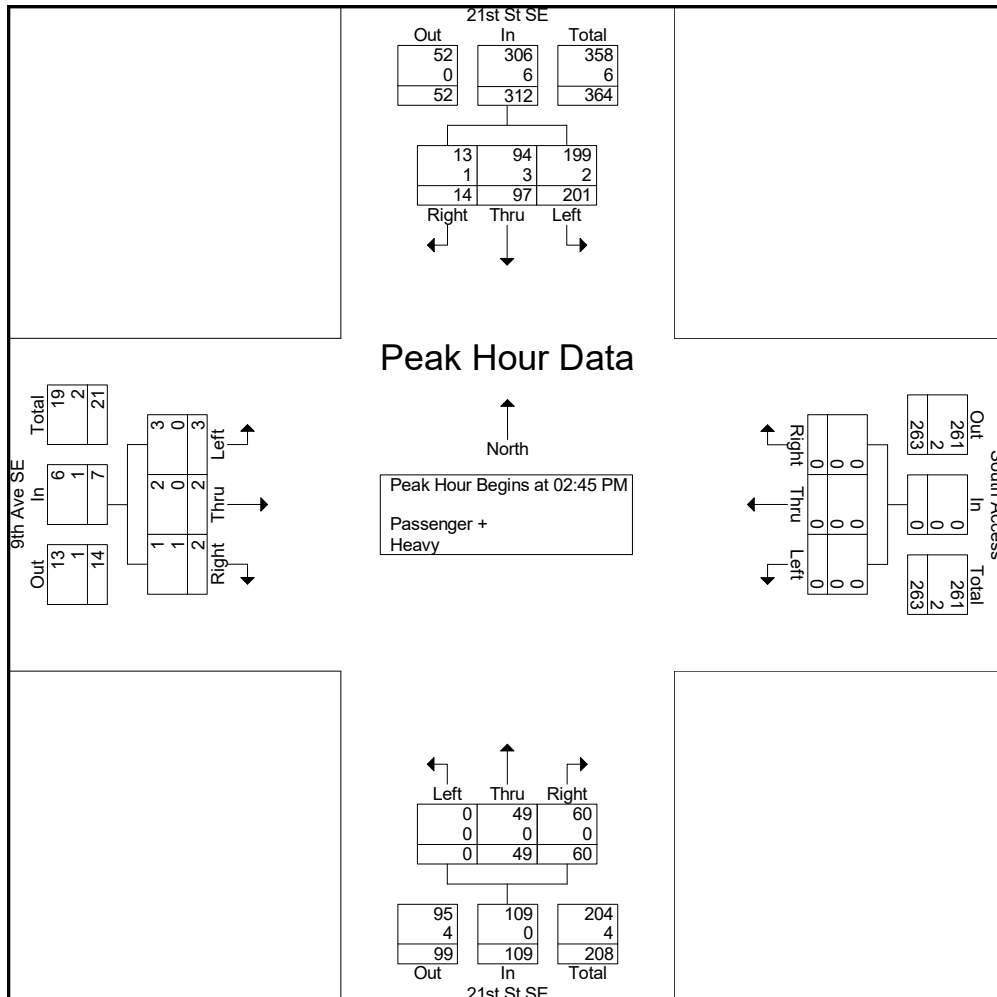 21st St SE
Out In Total
52 306 358
0 6 6
52 312 364
13 94 199
1 3 2
14 97 201
Right Thru Left
Peak Hour Data
North
Peak Hour Begins at 02:45 PM
Passenger +
Heavy
9th Ave SE
Out In Total
13 6 19
1 1 2
14 7 21
Left Thru Right
3 2 1
0 0 1
3 2 2
South Access
Out In Total
261 0 261
2 0 2
263 0 263
Right Thru Left
0 0 0
0 0 0
0 0 0
Left Thru Right
0 49 60
0 0 0
0 49 60
95 109 204
4 0 4
99 109 208
Out In Total
21st St SE